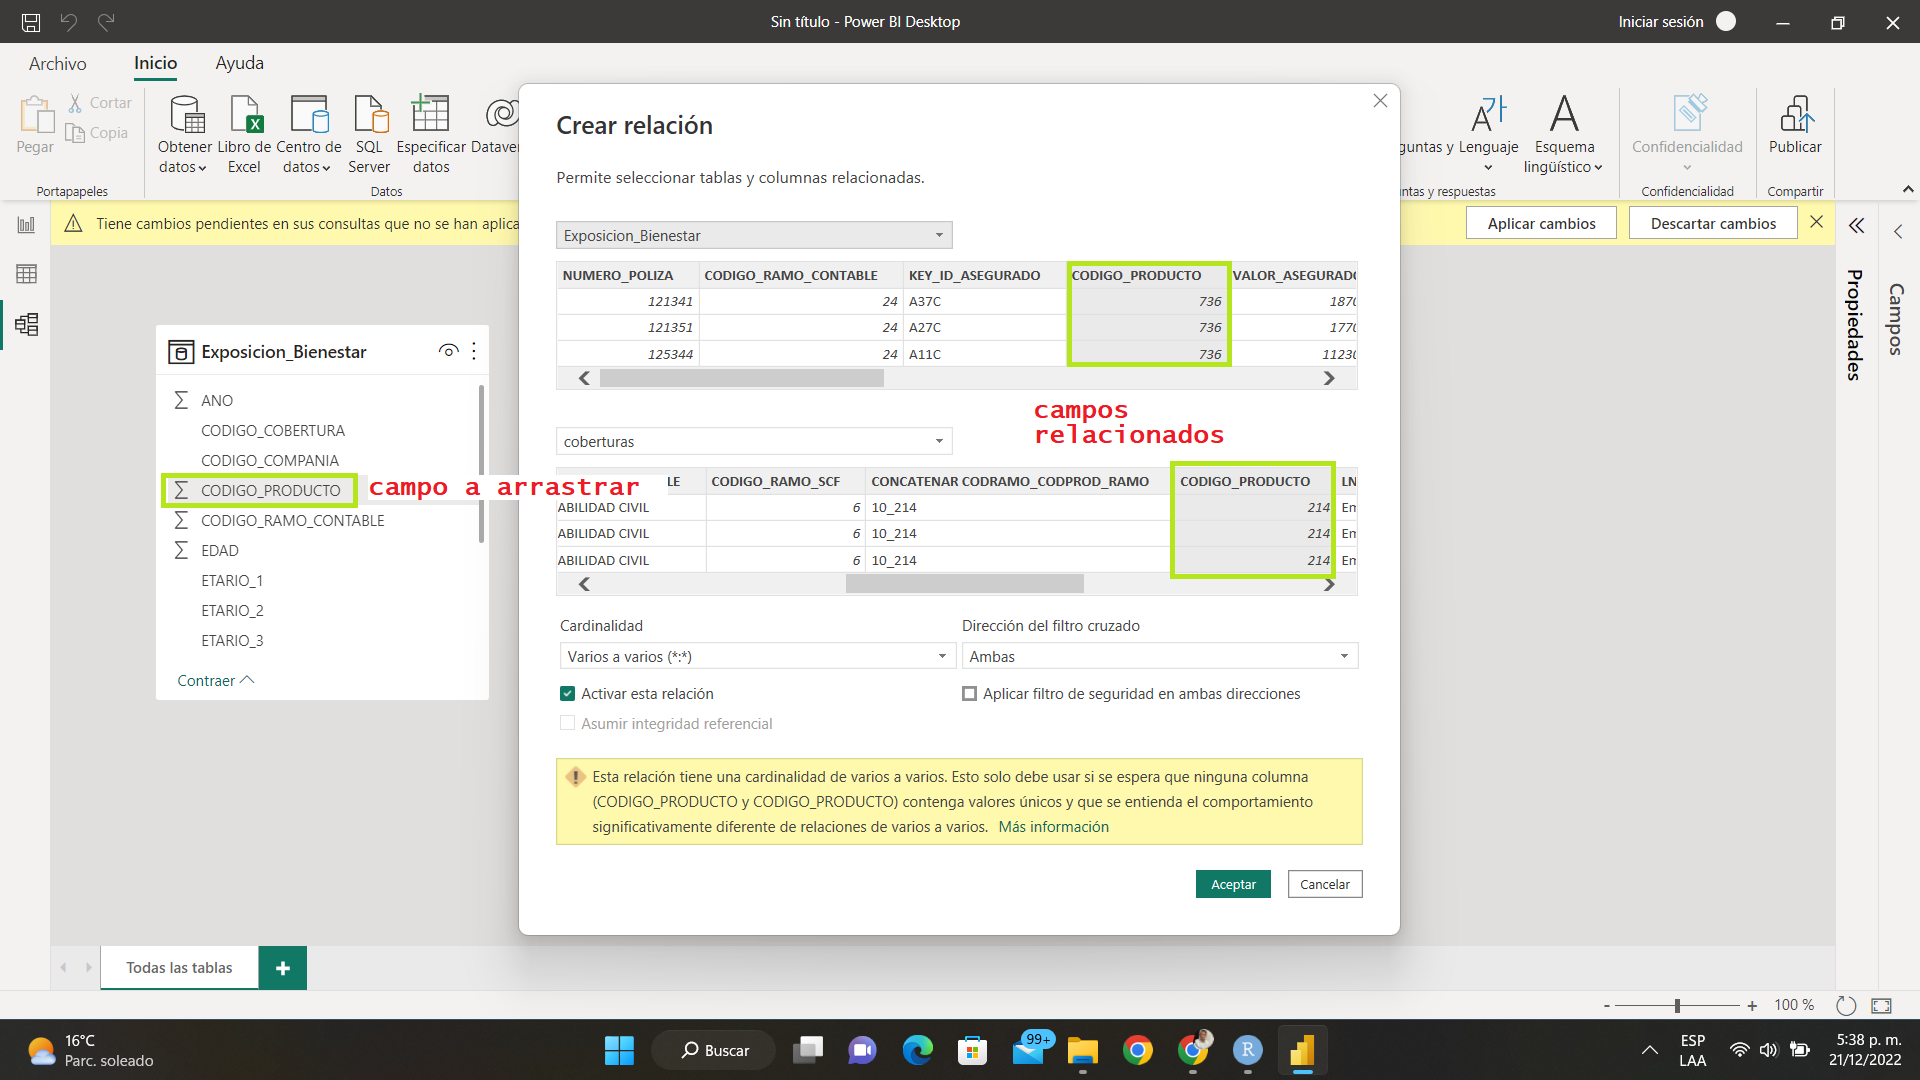 Sin título - Power BI Desktop
Iniciar sesión
Archivo
Inicio
Ayuda
Pegar
Cortar
Copia
Portapapeles
Obtener datos
Libro de Excel
Centro de datos
SQL Server
Especificar datos
Dataver
Datos
guntas y
Lenguaje
Esquema lingüístico
ntas y respuestas
Confidencialidad
Confidencialidad
Publicar
Compartir
Tiene cambios pendientes en sus consultas que no se han aplica
Aplicar cambios
Descartar cambios
Propiedades
Campos
Exposicion_Bienestar
ANO
CODIGO_COBERTURA
CODIGO_COMPANIA
CODIGO_PRODUCTO
CODIGO_RAMO_CONTABLE
EDAD
ETARIO_1
ETARIO_2
ETARIO_3
Contraer
campo a arrastrar
Crear relación
Permite seleccionar tablas y columnas relacionadas.
Exposicion_Bienestar
NUMERO_POLIZA CODIGO_RAMO_CONTABLE KEY_ID_ASEGURADO CODIGO_PRODUCTO VALOR_ASEGURADO
121341 24 A37C 736 1870
121351 24 A27C 736 1770
125344 24 A11C 736 11230
campos
relacionados
coberturas
LE CODIGO_RAMO_SCF CONCATENAR CODRAMO_CODPROD_RAMO CODIGO_PRODUCTO LN
ABILIDAD CIVIL 6 10_214 214 Em
ABILIDAD CIVIL 6 10_214 214 Em
ABILIDAD CIVIL 6 10_214 214 Em
Cardinalidad
Dirección del filtro cruzado
Varios a varios (*:*)
Ambas
Activar esta relación
Aplicar filtro de seguridad en ambas direcciones
Asumir integridad referencial
Esta relación tiene una cardinalidad de varios a varios. Esto solo debe usar si se espera que ninguna columna
(CODIGO_PRODUCTO y CODIGO_PRODUCTO) contenga valores únicos y que se entienda el comportamiento
significativamente diferente de relaciones de varios a varios. Más información
Aceptar
Cancelar
Todas las tablas
- + 100 %
16°C
Parc. soleado
Buscar
99+
R
ESP
LAA
5:38 p. m.
21/12/2022